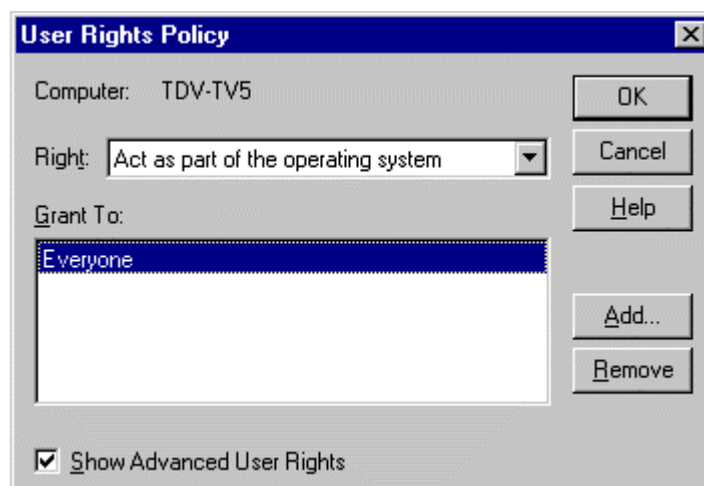 User Rights Policy
Computer: TDV-TV5
OK
Right: Act as part of the operating system
Cancel
Grant To:
Help
Everyone
Add...
Remove
Show Advanced User Rights